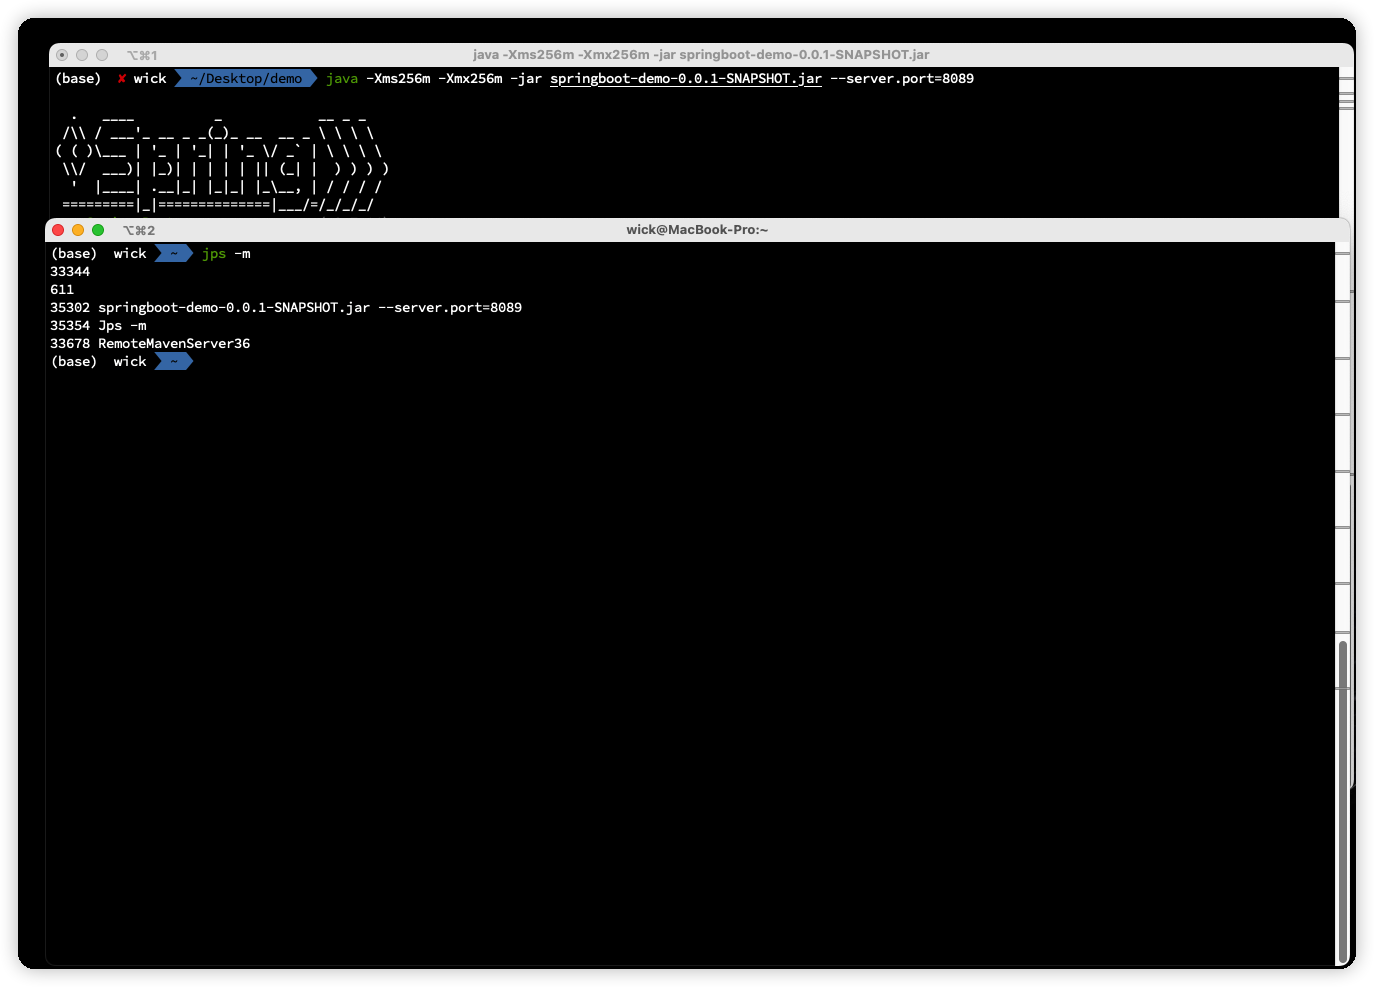 ⌥⌘1 java -Xms256m -Xmx256m -jar springboot-demo-0.0.1-SNAPSHOT.jar
(base) ✘ wick ~/Desktop/demo java -Xms256m -Xmx256m -jar springboot-demo-0.0.1-SNAPSHOT.jar --server.port=8089
  .   ____          _            __ _ _
 /\\ / ___'_ __ _ _(_)_ __  __ _ \ \ \ \
( ( )\___ | '_ | '_| | '_ \/ _` | \ \ \ \
 \\/  ___)| |_)| | | | | || (_| |  ) ) ) )
  '  |____| .__|_| |_|_| |_\__, | / / / /
 =========|_|==============|___/=/_/_/_/
⌥⌘2 wick@MacBook-Pro:~
(base) wick ~ jps -m
33344
611
35302 springboot-demo-0.0.1-SNAPSHOT.jar --server.port=8089
35354 Jps -m
33678 RemoteMavenServer36
(base) wick ~